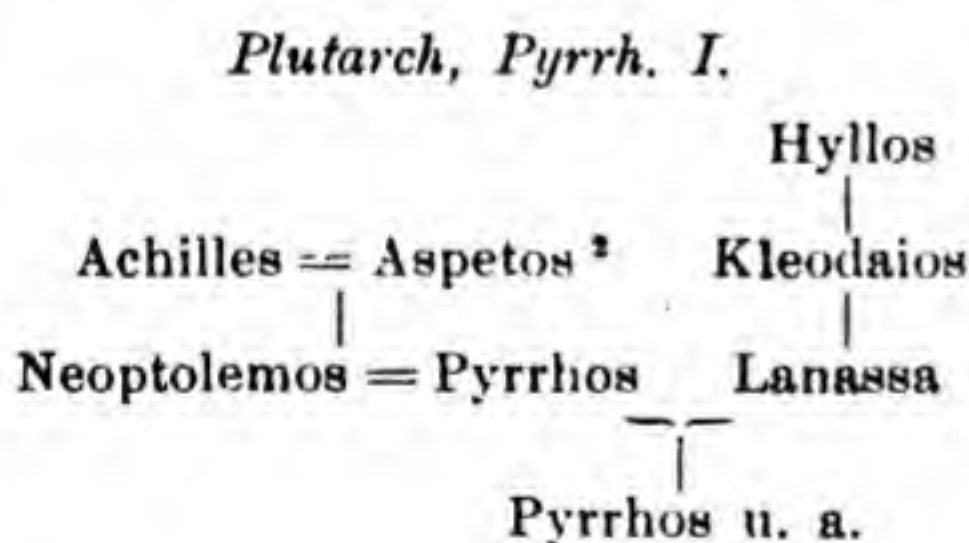 Plutarch, Pyrrh. I.
Hyllos
Achilles = Aspetos ² Kleodaios
Neoptolemos = Pyrrhos Lanassa
Pyrrhos u. a.